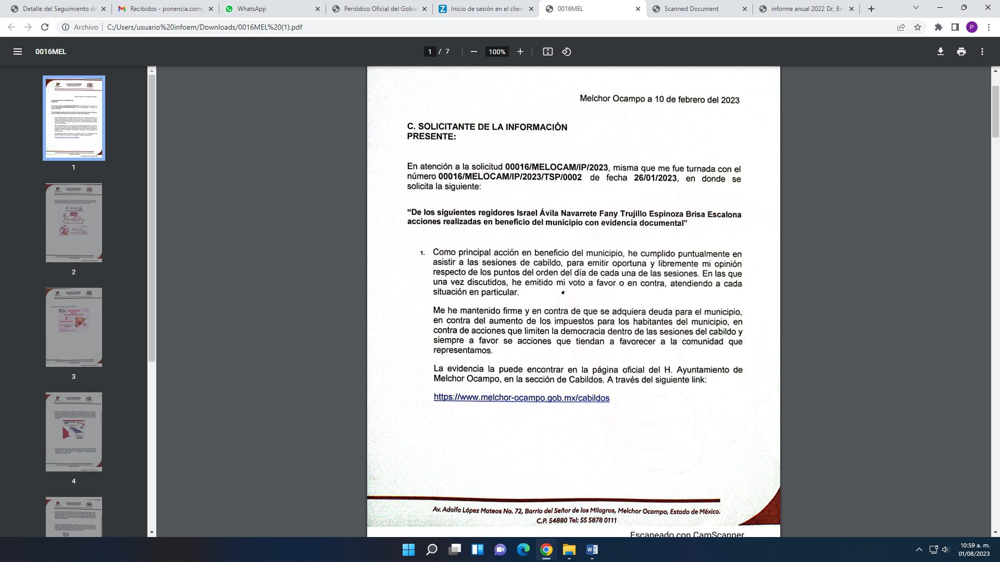 Detalle del Seguimiento de
Recibidos - ponencia.comg
WhatsApp
Periódico Oficial del Gobie
Inicio de sesión en el client
0016MEL
Scanned Document
informe anual 2022 Dr, Bri
Archivo
C:/Users/usuario%20infoem/Downloads/0016MEL%20(1).pdf
P
0016MEL
1 / 7
100%
1
2
3
4
Melchor Ocampo a 10 de febrero del 2023
C. SOLICITANTE DE LA INFORMACIÓN
PRESENTE:
En atención a la solicitud 00016/MELOCAM/IP/2023, misma que me fue turnada con el
número 00016/MELOCAM/IP/2023/TSP/0002 de fecha 26/01/2023, en donde se
solicita la siguiente:
“De los siguientes regidores Israel Ávila Navarrete Fany Trujillo Espinoza Brisa Escalona
acciones realizadas en beneficio del municipio con evidencia documental”
1. Como principal acción en beneficio del municipio, he cumplido puntualmente en
asistir a las sesiones de cabildo, para emitir oportuna y libremente mi opinión
respecto de los puntos del orden del día de cada una de las sesiones. En las que
una vez discutidos, he emitido mi voto a favor o en contra, atendiendo a cada
situación en particular.
Me he mantenido firme y en contra de que se adquiera deuda para el municipio,
en contra del aumento de los impuestos para los habitantes del municipio, en
contra de acciones que limiten la democracia dentro de las sesiones del cabildo y
siempre a favor se acciones que tiendan a favorecer a la comunidad que
representamos.
La evidencia la puede encontrar en la página oficial del H. Ayuntamiento de
Melchor Ocampo, en la sección de Cabildos. A través del siguiente link:
https://www.melchor-ocampo.gob.mx/cabildos
Av. Adolfo López Mateos No. 72, Barrio del Señor de los Milagros, Melchor Ocampo, Estado de México.
C.P. 54880 Tel: 55 5878 0111
Escaneado con CamScanner
10:59 a. m.
01/08/2023